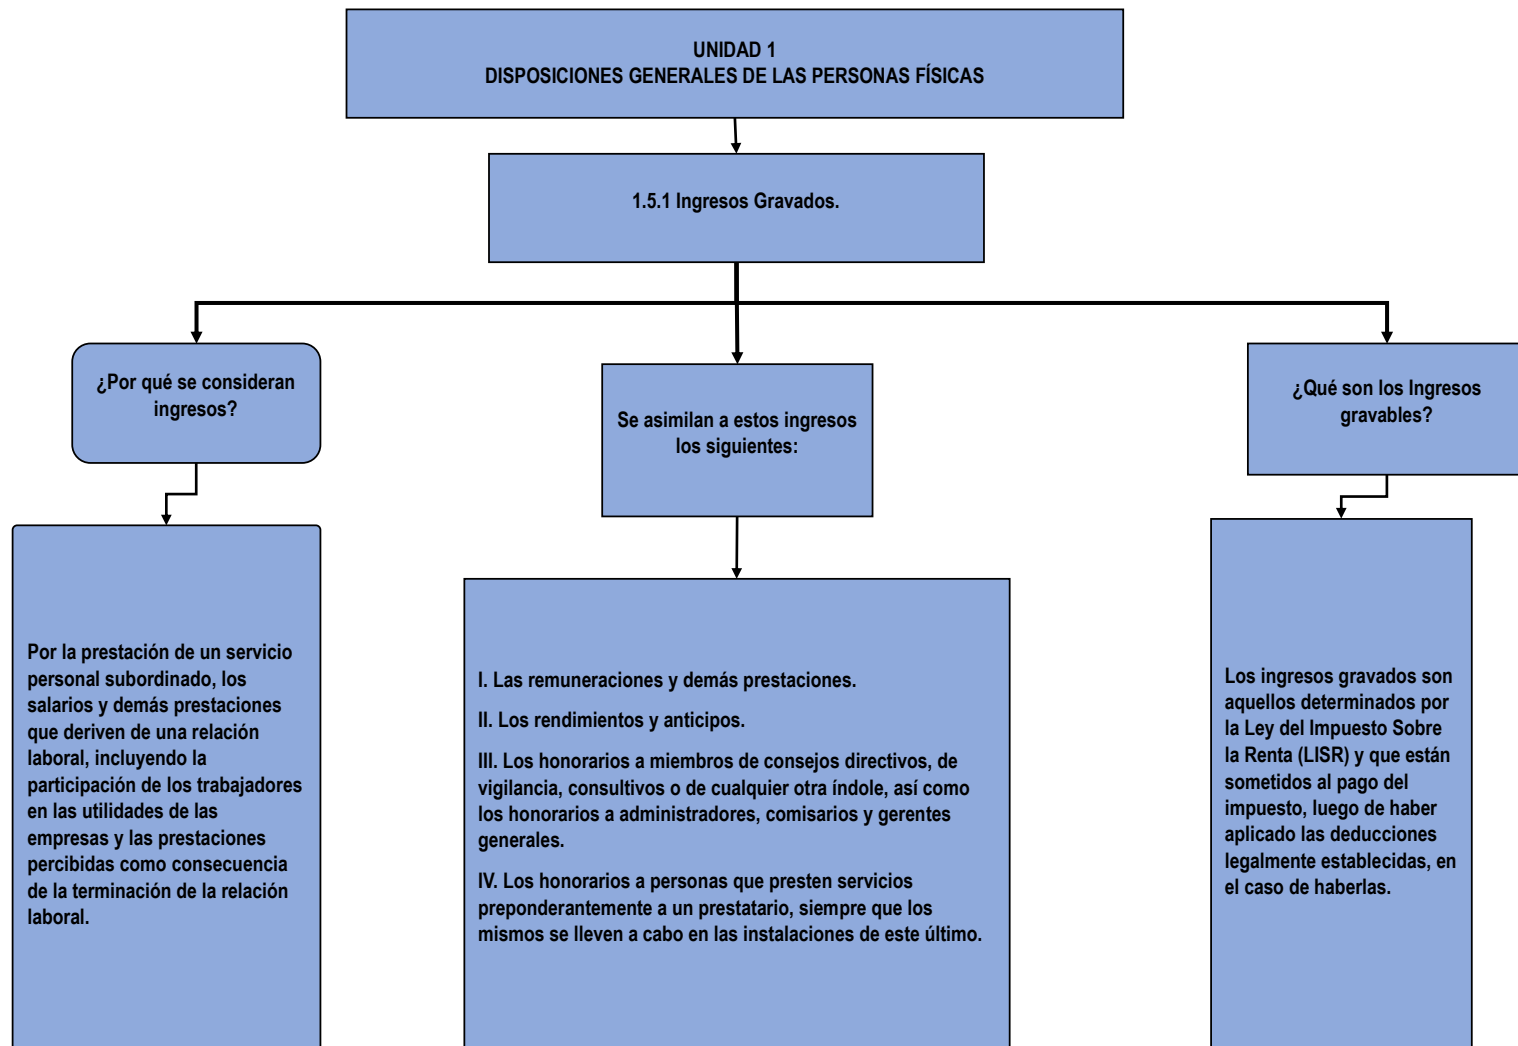 UNIDAD 1
DISPOSICIONES GENERALES DE LAS PERSONAS FÍSICAS
1.5.1 Ingresos Gravados.
¿Por qué se consideran
ingresos?
Se asimilan a estos ingresos
los siguientes:
¿Qué son los Ingresos
gravables?
Por la prestación de un servicio
personal subordinado, los
salarios y demás prestaciones
que deriven de una relación
laboral, incluyendo la
participación de los trabajadores
en las utilidades de las
empresas y las prestaciones
percibidas como consecuencia
de la terminación de la relación
laboral.
I. Las remuneraciones y demás prestaciones.
II. Los rendimientos y anticipos.
III. Los honorarios a miembros de consejos directivos, de
vigilancia, consultivos o de cualquier otra índole, así como
los honorarios a administradores, comisarios y gerentes
generales.
IV. Los honorarios a personas que presten servicios
preponderantemente a un prestatario, siempre que los
mismos se lleven a cabo en las instalaciones de este último.
Los ingresos gravados son
aquellos determinados por
la Ley del Impuesto Sobre
la Renta (LISR) y que están
sometidos al pago del
impuesto, luego de haber
aplicado las deducciones
legalmente establecidas, en
el caso de haberlas.